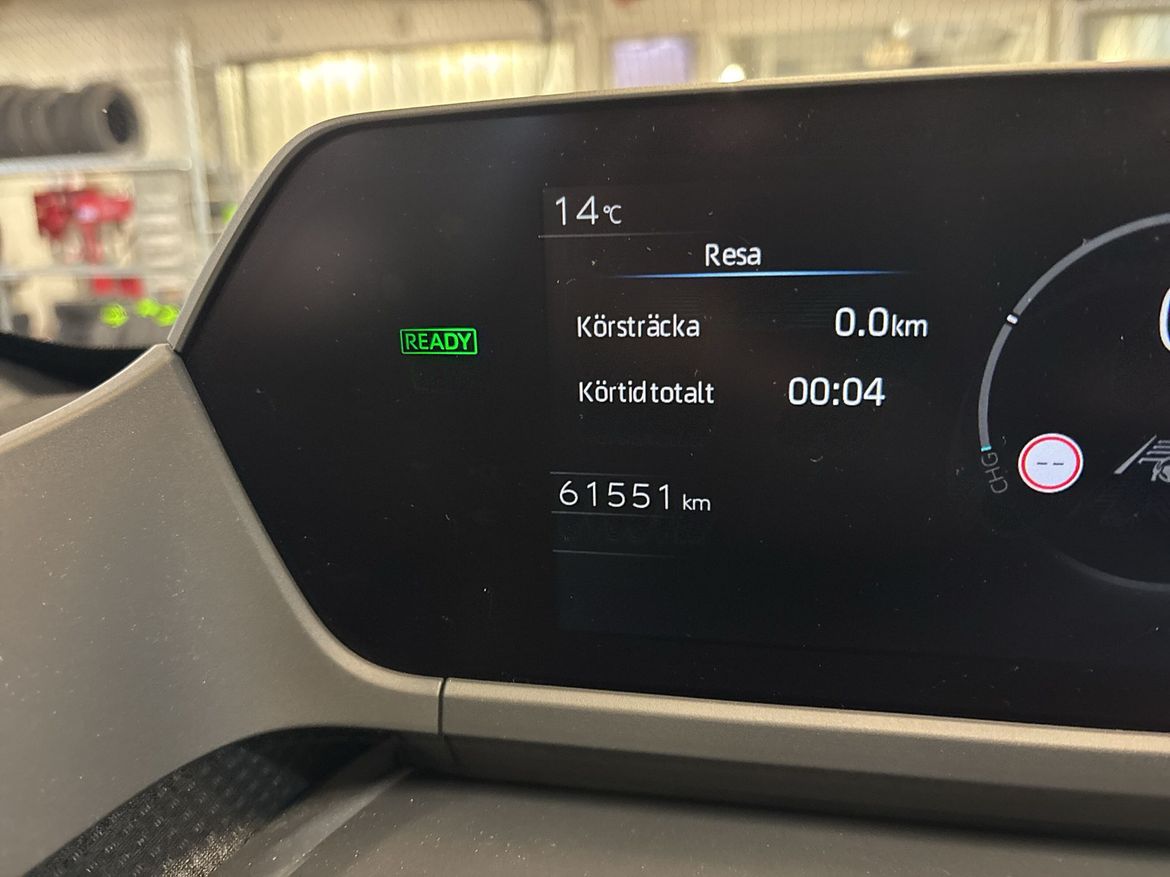 14°C
Resa
Körsträcka 0.0km
READY
Körtid totalt 00:04
CHG
--
61551 km